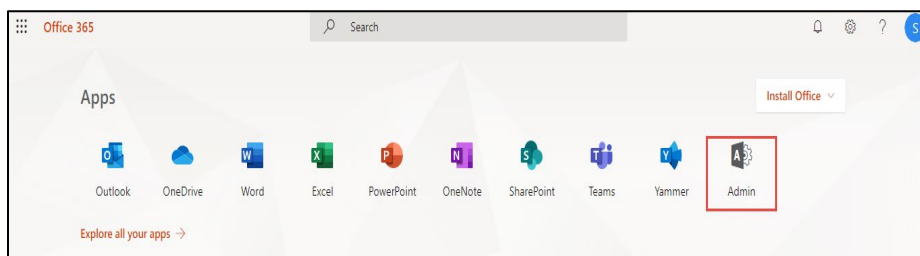 Office 365 Search ? S
Apps
Install Office
Outlook OneDrive Word Excel PowerPoint OneNote SharePoint Teams Yammer Admin
Explore all your apps →